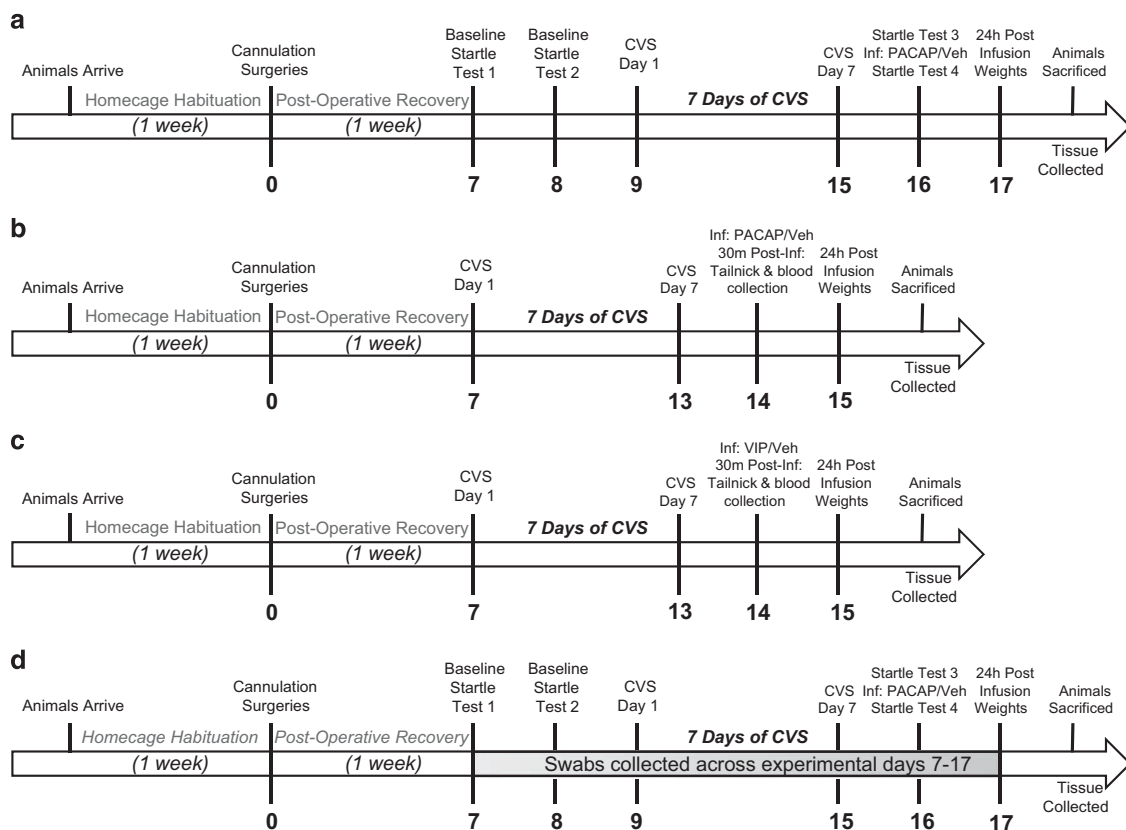 a
Animals Arrive
Cannulation
Surgeries
Baseline
Startle
Test 1
Baseline
Startle
Test 2
CVS
Day 1
CVS
Day 7
Startle Test 3
Inf: PACAP/Veh
Startle Test 4
24h Post
Infusion
Weights
Animals
Sacrificed
Homecage Habituation
Post-Operative Recovery
7 Days of CVS
(1 week)
(1 week)
Tissue
Collected
0
7
8
9
15
16
17
b
Animals Arrive
Cannulation
Surgeries
CVS
Day 1
CVS
Day 7
Inf: PACAP/Veh
30m Post-Inf:
Tailnick & blood
collection
24h Post
Infusion
Weights
Animals
Sacrificed
Homecage Habituation
Post-Operative Recovery
7 Days of CVS
(1 week)
(1 week)
Tissue
Collected
0
7
13
14
15
c
Animals Arrive
Cannulation
Surgeries
CVS
Day 1
CVS
Day 7
Inf: VIP/Veh
30m Post-Inf:
Tailnick & blood
collection
24h Post
Infusion
Weights
Animals
Sacrificed
Homecage Habituation
Post-Operative Recovery
7 Days of CVS
(1 week)
(1 week)
Tissue
Collected
0
7
13
14
15
d
Animals Arrive
Cannulation
Surgeries
Baseline
Startle
Test 1
Baseline
Startle
Test 2
CVS
Day 1
CVS
Day 7
Startle Test 3
Inf: PACAP/Veh
Startle Test 4
24h Post
Infusion
Weights
Animals
Sacrificed
Homecage Habituation
Post-Operative Recovery
7 Days of CVS
(1 week)
(1 week)
Swabs collected across experimental days 7-17
Tissue
Collected
0
7
8
9
15
16
17